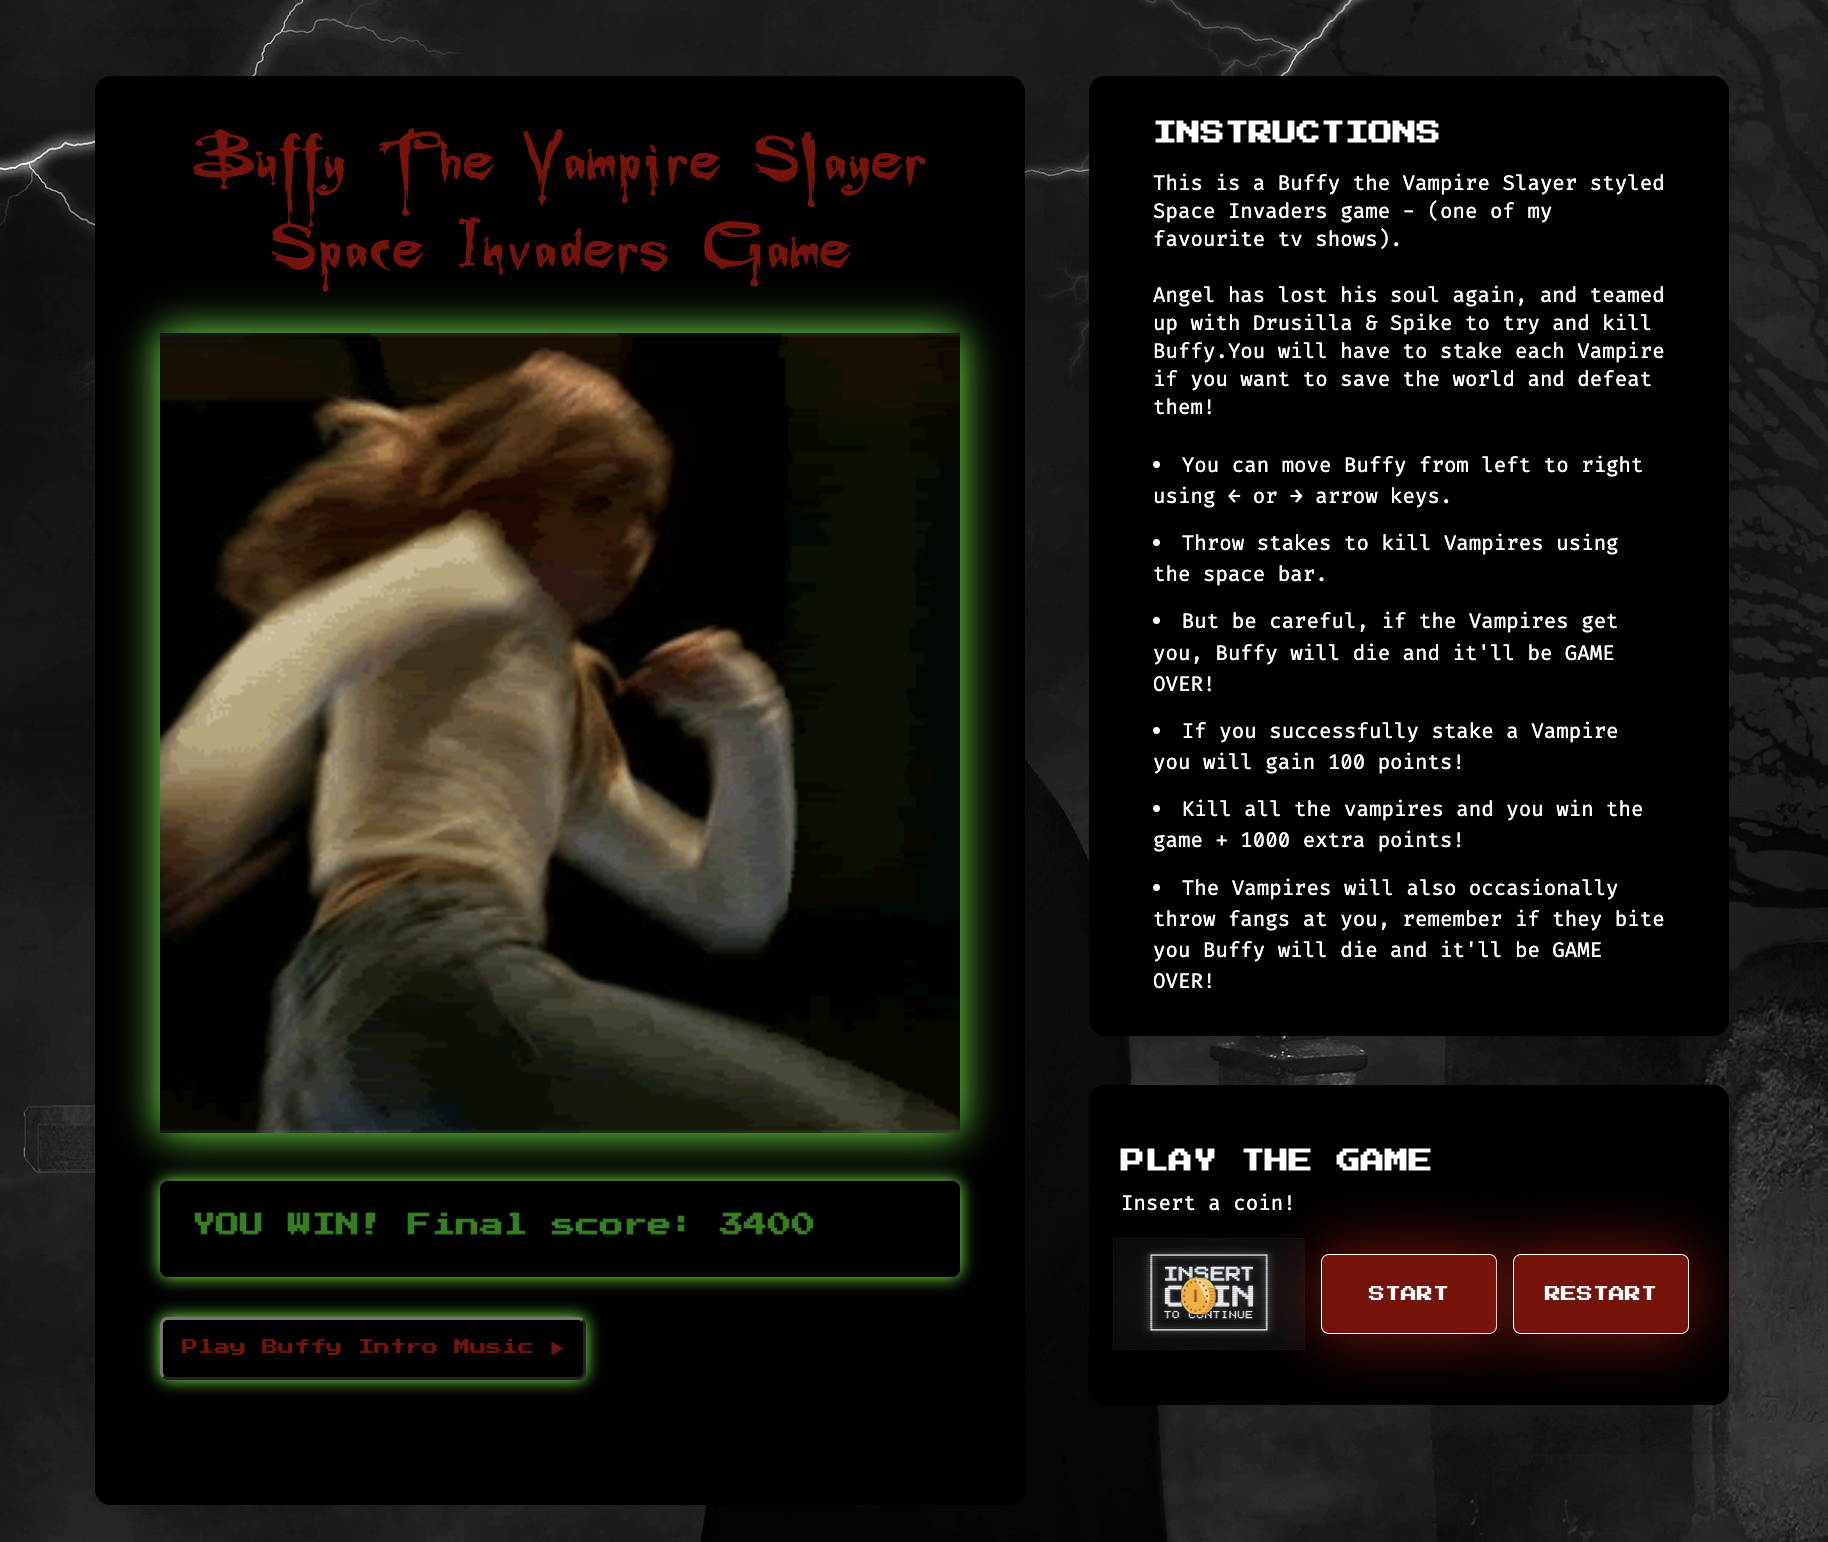 Buffy The Vampire Slayer
Space Invaders Game
YOU WIN! Final score: 3400
Play Buffy Intro Music ▶
INSTRUCTIONS
This is a Buffy the Vampire Slayer styled
Space Invaders game - (one of my
favourite tv shows).
Angel has lost his soul again, and teamed
up with Drusilla & Spike to try and kill
Buffy.You will have to stake each Vampire
if you want to save the world and defeat
them!
• You can move Buffy from left to right
using ← or → arrow keys.
• Throw stakes to kill Vampires using
the space bar.
• But be careful, if the Vampires get
you, Buffy will die and it'll be GAME
OVER!
• If you successfully stake a Vampire
you will gain 100 points!
• Kill all the vampires and you win the
game + 1000 extra points!
• The Vampires will also occasionally
throw fangs at you, remember if they bite
you Buffy will die and it'll be GAME
OVER!
PLAY THE GAME
Insert a coin!
INSERT
COIN
TO CONTINUE
START
RESTART